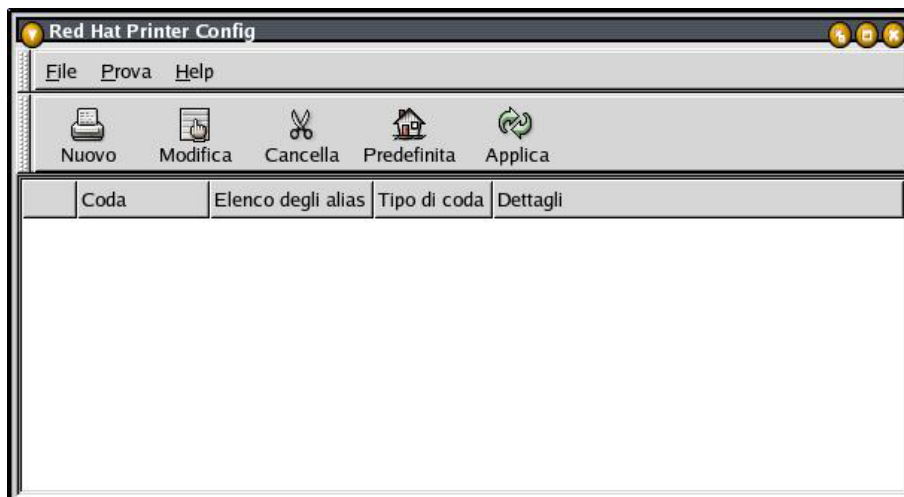 Red Hat Printer Config
File Prova Help
Nuovo Modifica Cancella Predefinita Applica
Coda Elenco degli alias Tipo di coda Dettagli